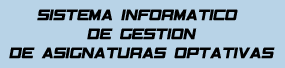 SISTEMA INFORMATICO
DE GESTION
DE ASIGNATURAS OPTATIVAS